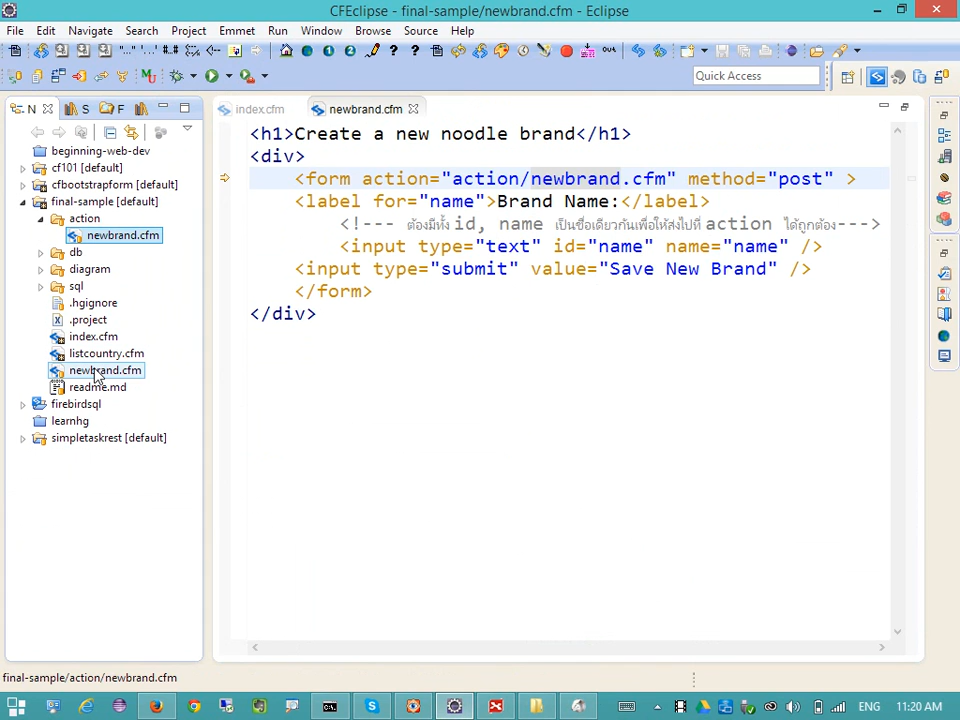 CFEclipse - final-sample/newbrand.cfm - Eclipse
File Edit Navigate Search Project Emmet Run Window Browse Source Help
Quick Access
N S F
index.cfm newbrand.cfm
beginning-web-dev
cf101 [default]
cfbootstrapform [default]
final-sample [default]
action
newbrand.cfm
db
diagram
sql
.hgignore
.project
index.cfm
listcountry.cfm
newbrand.cfm
readme.md
firebirdsql
learnhg
simpletaskrest [default]
<h1>Create a new noodle brand</h1>
<div>
<form action="action/newbrand.cfm" method="post" >
<label for="name">Brand Name:</label>
<!--- ต้องมีทั้ง id, name เป็นชื่อเดียวกันเพื่อให้ส่งไปที่ action ได้ถูกต้อง--->
<input type="text" id="name" name="name" />
<input type="submit" value="Save New Brand" />
</form>
</div>
final-sample/action/newbrand.cfm
ENG 11:20 AM